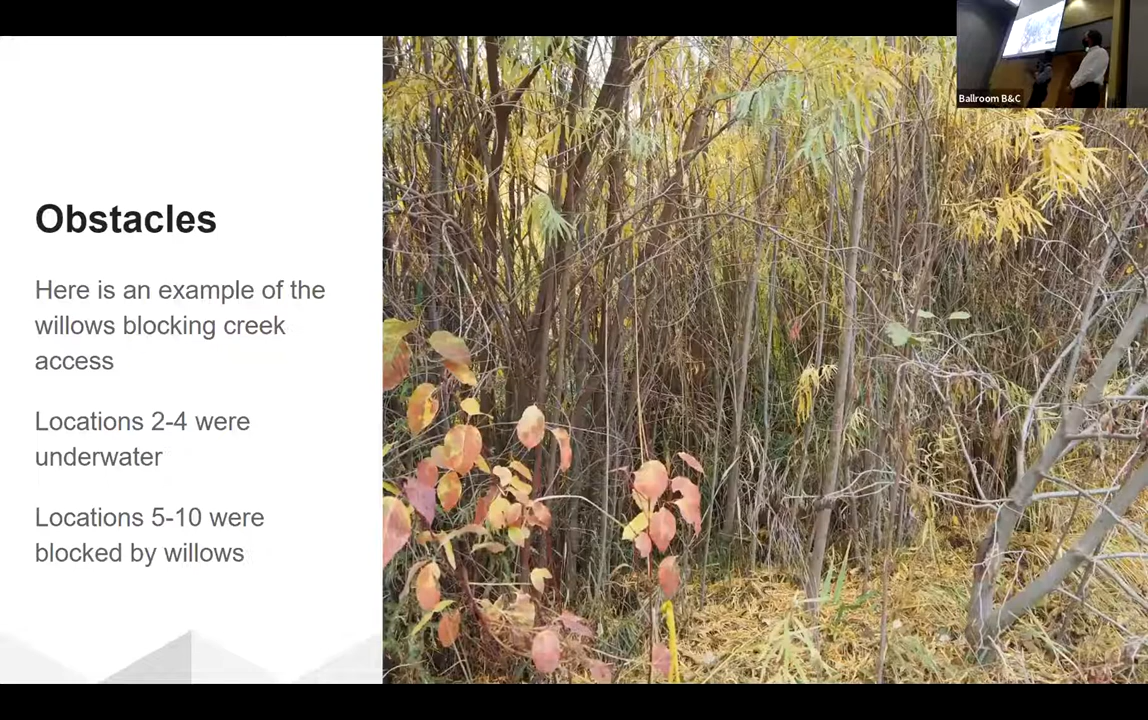 Obstacles
Here is an example of the
willows blocking creek
access
Locations 2-4 were
underwater
Locations 5-10 were
blocked by willows
Ballroom B&C